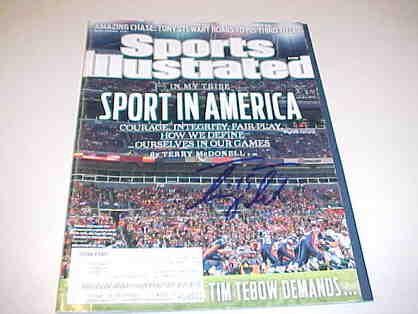 AMAZING CHASE: TONY STEWART ROARS TO HIS THIRD TITLE
Sports
Illustrated
IN MY TRIBE
SPORT IN AMERICA
COURAGE, INTEGRITY, FAIR PLAY,
HOW WE DEFINE
OURSELVES IN OUR GAMES
By TERRY McDONELL
TIM TEBOW DEMANDS...